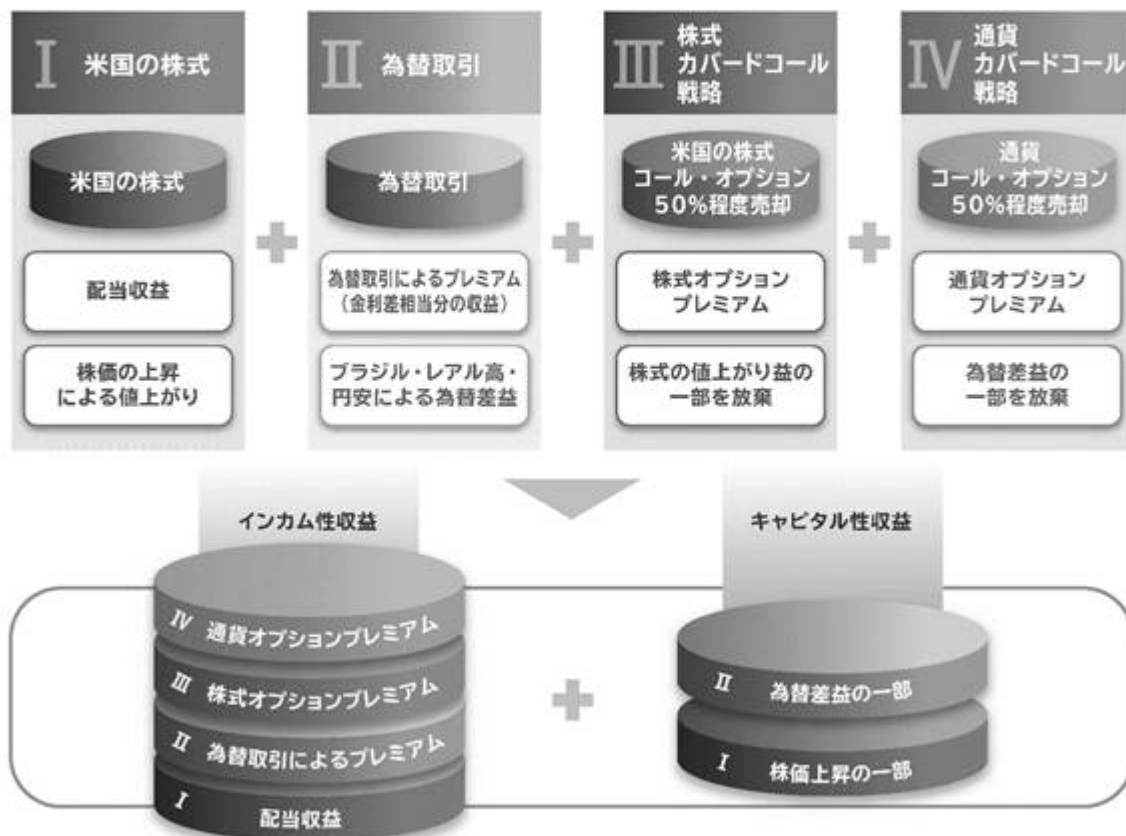 I 米国の株式
II 為替取引
III 株式
カバードコール
戦略
IV 通貨
カバードコール
戦略
米国の株式
配当収益
株価の上昇
による値上がり
為替取引
為替取引によるプレミアム
(金利差相当分の収益)
ブラジル・レアル高・
円安による為替差益
米国の株式
コール・オプション
50%程度売却
株式オプション
プレミアム
株式の値上がり益の
一部を放棄
通貨
コール・オプション
50%程度売却
通貨オプション
プレミアム
為替差益の
一部を放棄
インカム性収益
IV 通貨オプションプレミアム
III 株式オプションプレミアム
II 為替取引によるプレミアム
I 配当収益
キャピタル性収益
II 為替差益の一部
I 株価上昇の一部